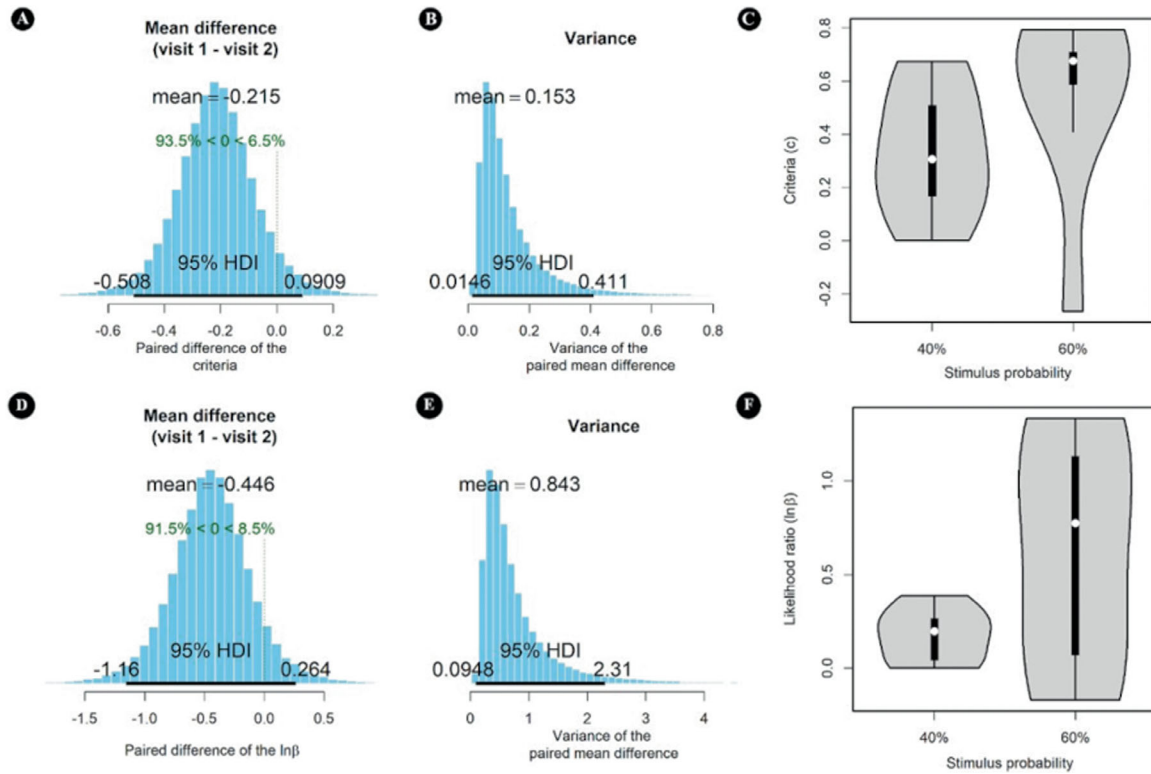 A
Mean difference
(visit 1 - visit 2)
mean = -0.215
93.5% < 0 < 6.5%
95% HDI
-0.508
0.0909
-0.6
-0.4
-0.2
0.0
0.2
Paired difference of the
criteria
B
Variance
mean = 0.153
95% HDI
0.0146
0.411
0.0
0.2
0.4
0.6
0.8
Variance of the
paired mean difference
C
Criteria (c)
0.8
0.6
0.4
0.2
0.0
-0.2
40%
60%
Stimulus probability
D
Mean difference
(visit 1 - visit 2)
mean = -0.446
91.5% < 0 < 8.5%
95% HDI
-1.16
0.264
-1.5
-1.0
-0.5
0.0
0.5
Paired difference of the lnβ
E
Variance
mean = 0.843
95% HDI
0.0948
2.31
0
1
2
3
4
Variance of the
paired mean difference
F
Likelihood ratio (lnβ)
1.0
0.5
0.0
40%
60%
Stimulus probability